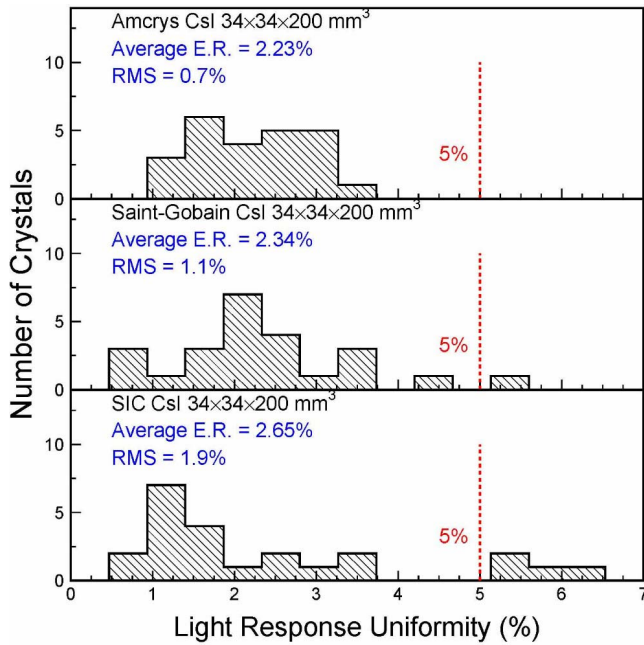 Amcrys CsI 34×34×200 mm³
Average E.R. = 2.23%
RMS = 0.7%
10
5
0
5%
Saint-Gobain CsI 34×34×200 mm³
Average E.R. = 2.34%
RMS = 1.1%
10
5
0
5%
SIC CsI 34×34×200 mm³
Average E.R. = 2.65%
RMS = 1.9%
10
5
0
5%
Number of Crystals
0 1 2 3 4 5 6 7
Light Response Uniformity (%)